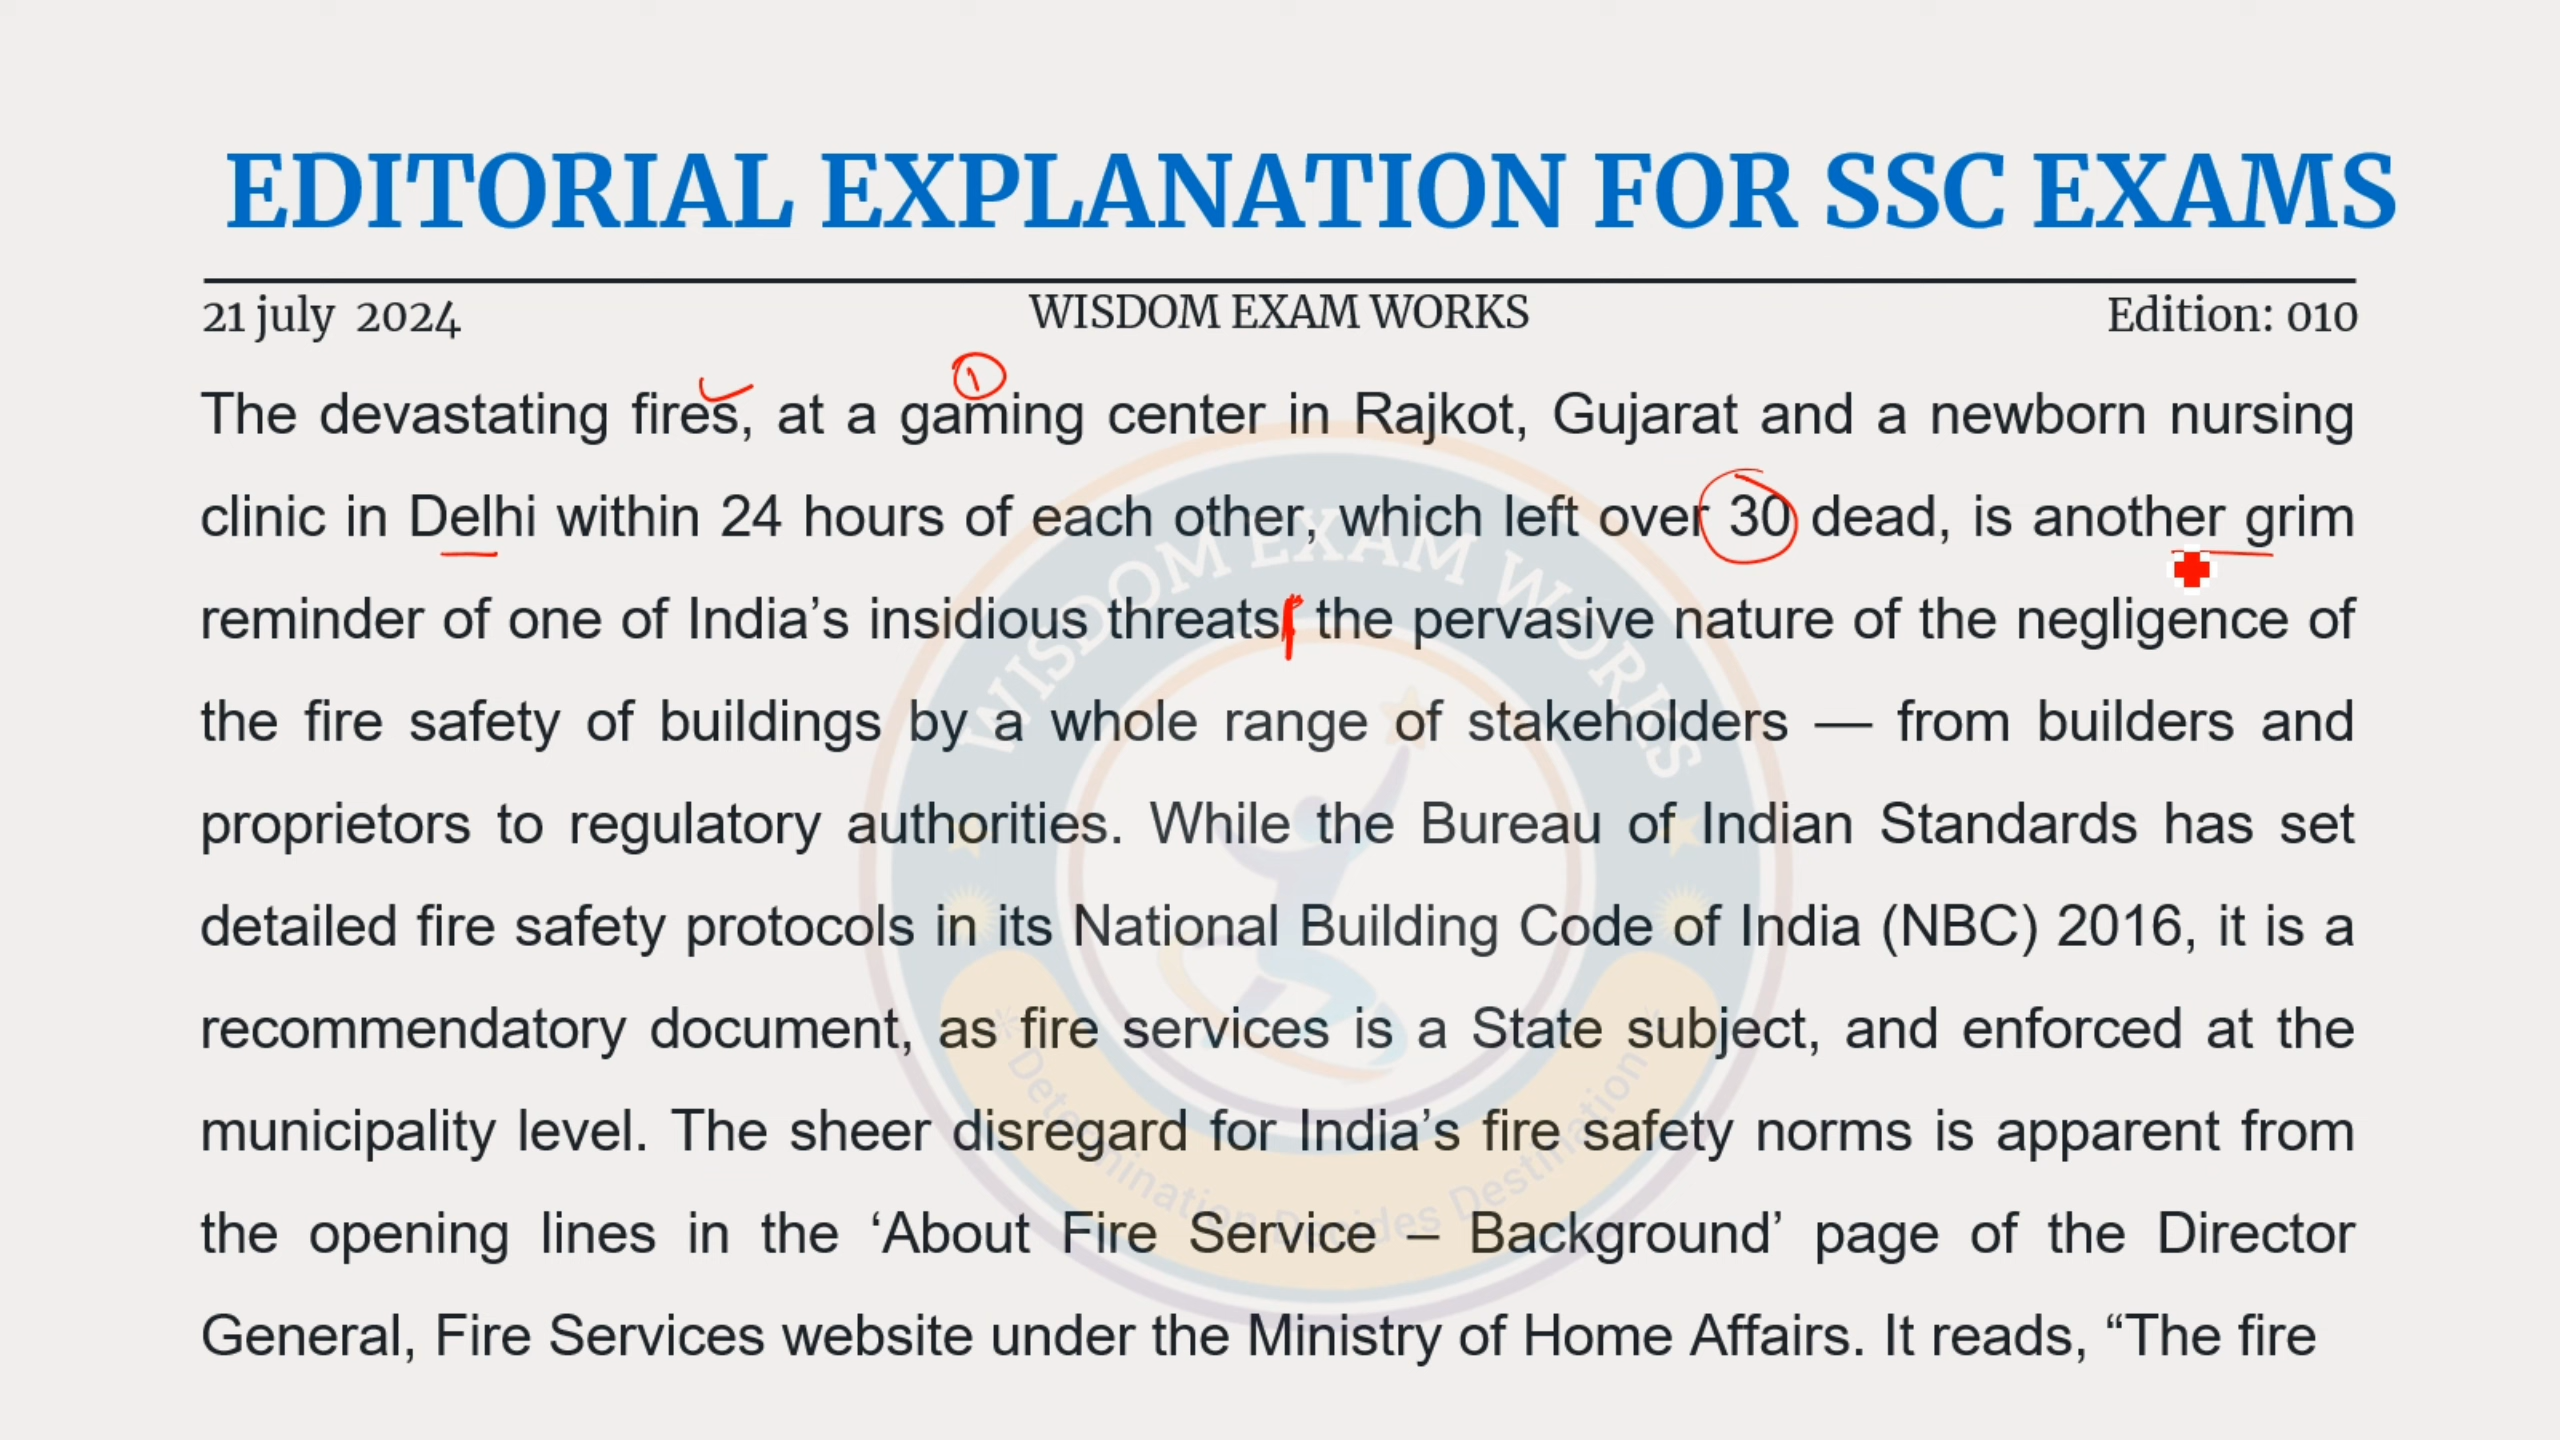 EDITORIAL EXPLANATION FOR SSC EXAMS
21 july 2024
WISDOM EXAM WORKS
Edition: 010
1
The devastating fires, at a gaming center in Rajkot, Gujarat and a newborn nursing
clinic in Delhi within 24 hours of each other, which left over 30 dead, is another grim
reminder of one of India’s insidious threats, the pervasive nature of the negligence of
the fire safety of buildings by a whole range of stakeholders — from builders and
proprietors to regulatory authorities. While the Bureau of Indian Standards has set
detailed fire safety protocols in its National Building Code of India (NBC) 2016, it is a
recommendatory document, as fire services is a State subject, and enforced at the
municipality level. The sheer disregard for India’s fire safety norms is apparent from
the opening lines in the ‘About Fire Service – Background’ page of the Director
General, Fire Services website under the Ministry of Home Affairs. It reads, “The fire
WISDOM EXAM WORKS
Determination Decides Destination